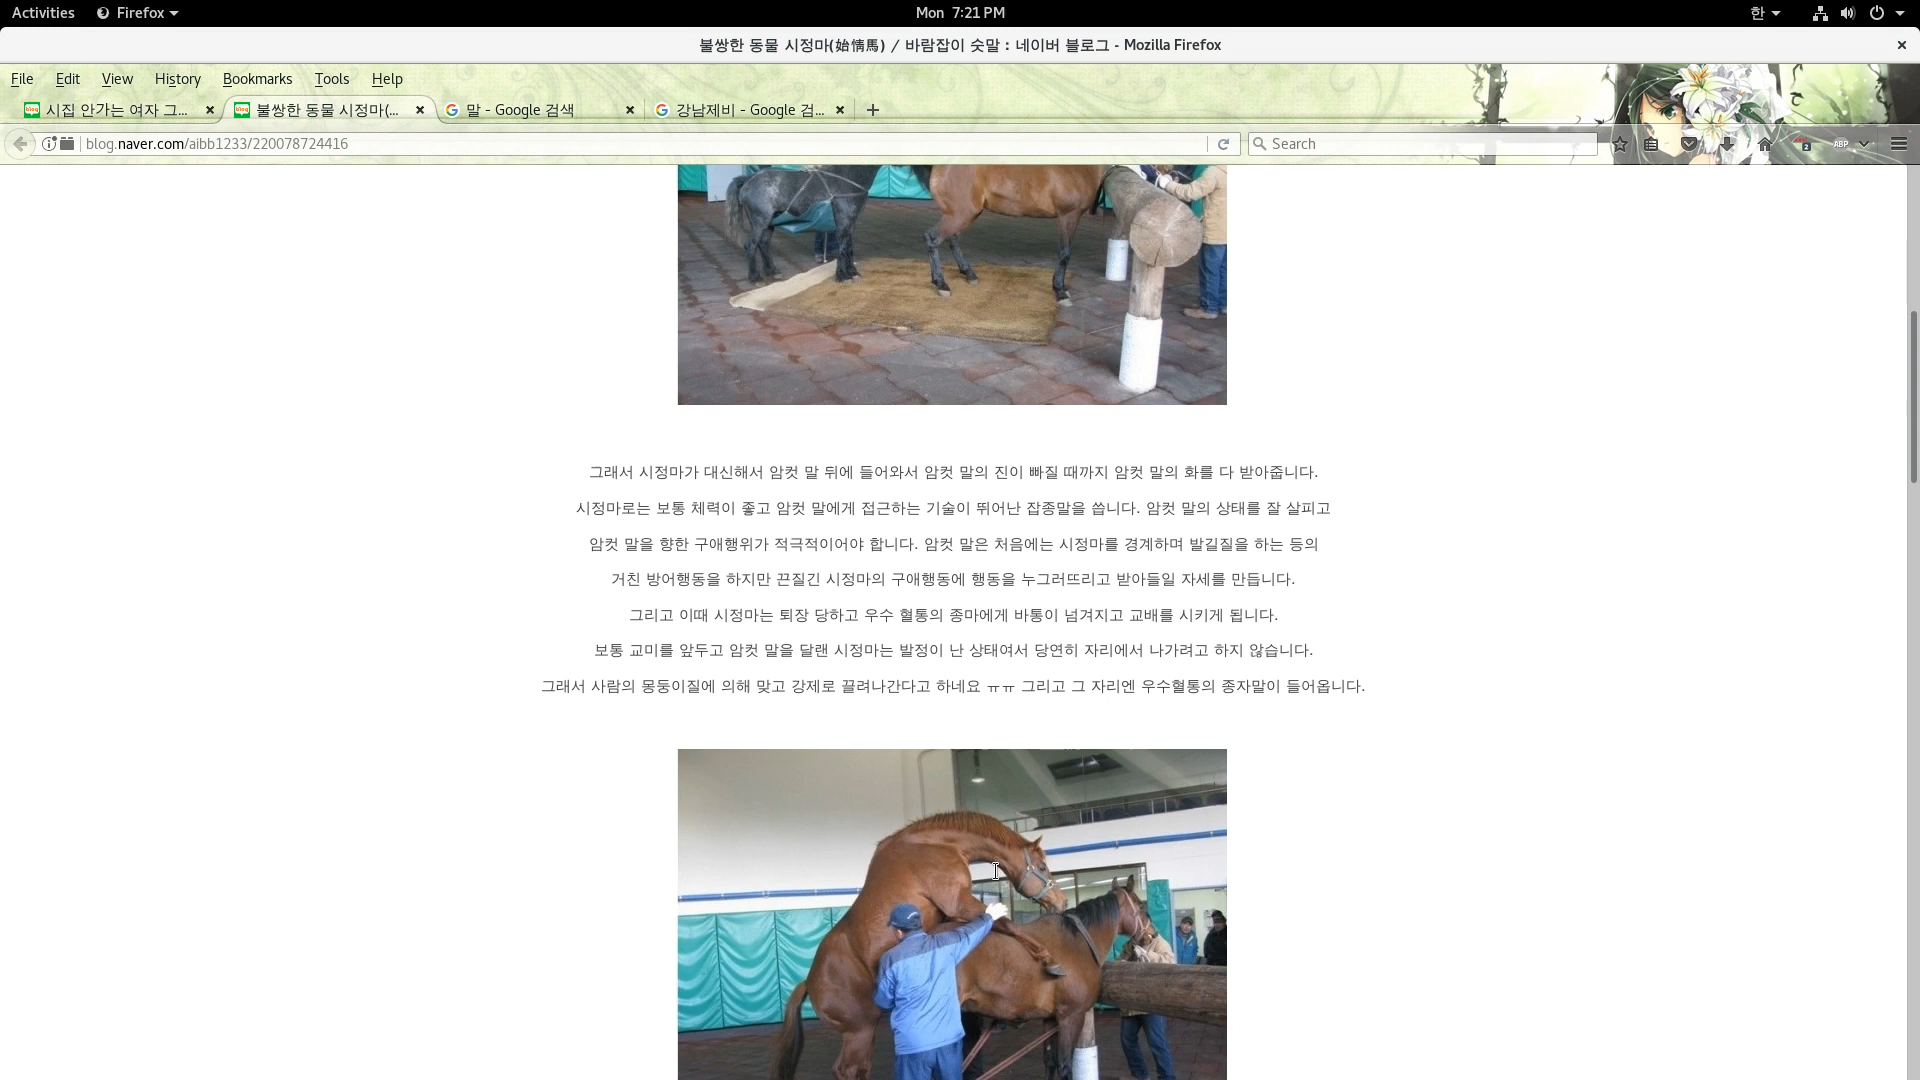 Activities Firefox Mon 7:21 PM 한
불쌍한 동물 시정마(始情馬) / 바람잡이 숫말 : 네이버 블로그 - Mozilla Firefox
File Edit View History Bookmarks Tools Help
시집 안가는 여자 그... 불쌍한 동물 시정마(... 말 - Google 검색 강남제비 - Google 검...
blog.naver.com/aibb1233/220078724416 Search 2 ABP
그래서 시정마가 대신해서 암컷 말 뒤에 들어와서 암컷 말의 진이 빠질 때까지 암컷 말의 화를 다 받아줍니다.
시정마로는 보통 체력이 좋고 암컷 말에게 접근하는 기술이 뛰어난 잡종말을 씁니다. 암컷 말의 상태를 잘 살피고
암컷 말을 향한 구애행위가 적극적이어야 합니다. 암컷 말은 처음에는 시정마를 경계하며 발길질을 하는 등의
거친 방어행동을 하지만 끈질긴 시정마의 구애행동에 행동을 누그러뜨리고 받아들일 자세를 만듭니다.
그리고 이때 시정마는 퇴장 당하고 우수 혈통의 종마에게 바통이 넘겨지고 교배를 시키게 됩니다.
보통 교미를 앞두고 암컷 말을 달랜 시정마는 발정이 난 상태여서 당연히 자리에서 나가려고 하지 않습니다.
그래서 사람의 몽둥이질에 의해 맞고 강제로 끌려나간다고 하네요 ㅠㅠ 그리고 그 자리엔 우수혈통의 종자말이 들어옵니다.